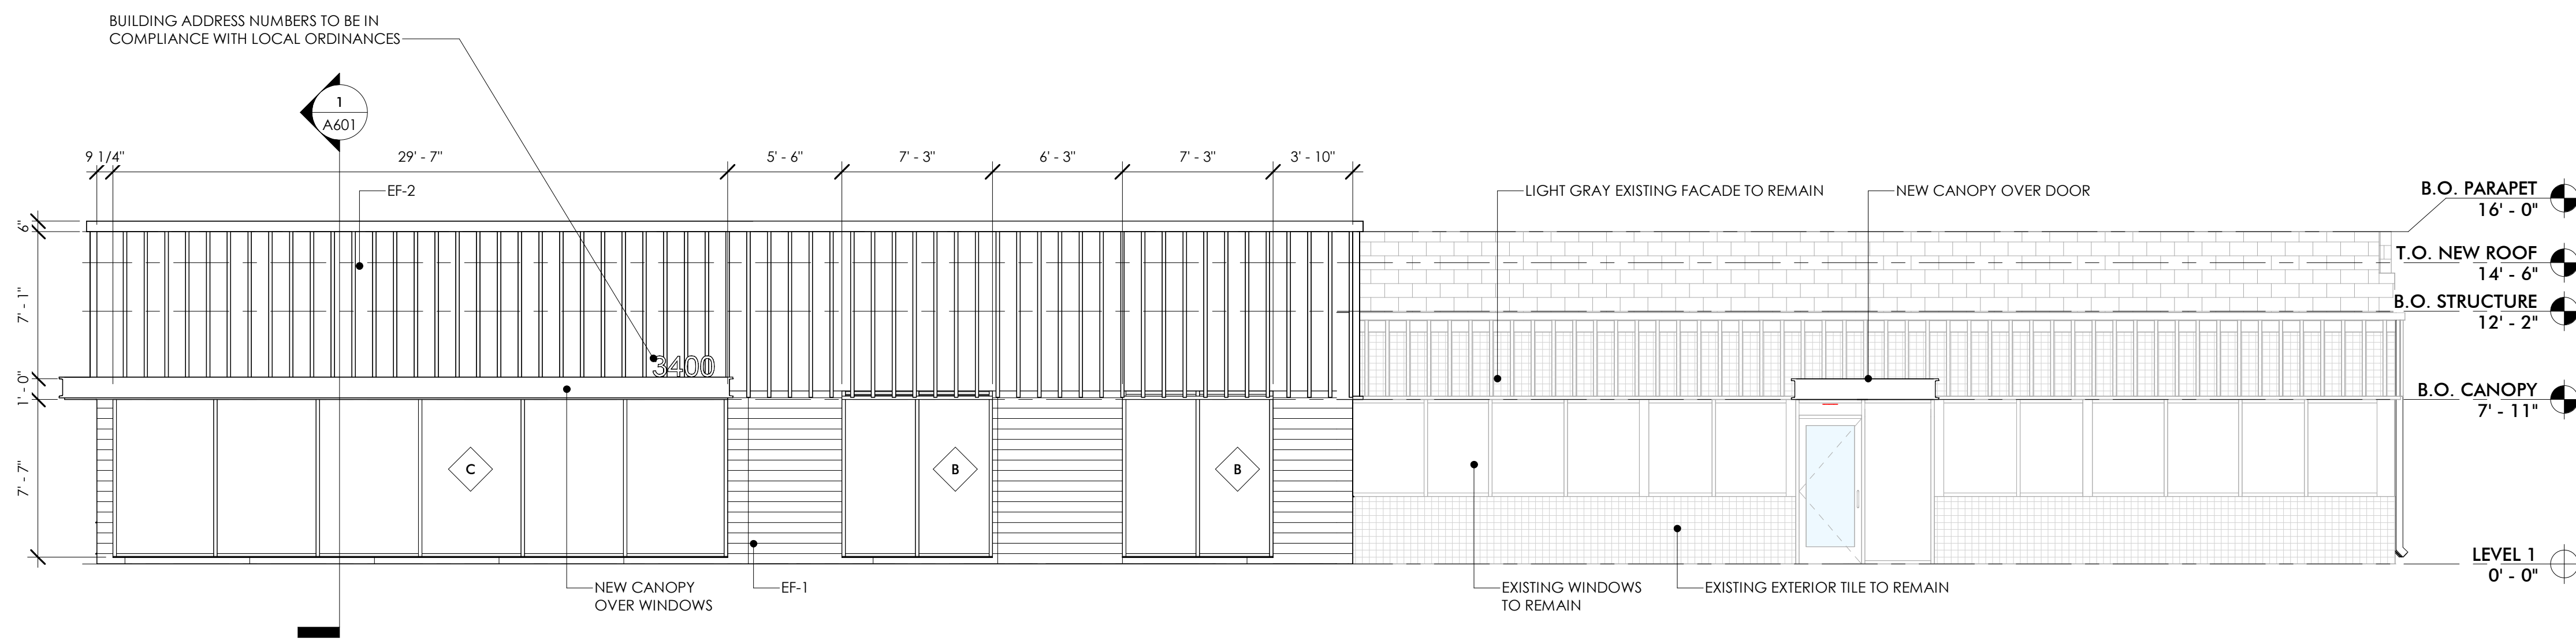 BUILDING ADDRESS NUMBERS TO BE IN
COMPLIANCE WITH LOCAL ORDINANCES
1
A601
9 1/4"
29' - 7"
5' - 6"
7' - 3"
6' - 3"
7' - 3"
3' - 10"
EF-2
LIGHT GRAY EXISTING FACADE TO REMAIN
NEW CANOPY OVER DOOR
B.O. PARAPET
16' - 0"
6"
T.O. NEW ROOF
14' - 6"
7' - 1"
B.O. STRUCTURE
12' - 2"
3400
1' - 0"
B.O. CANOPY
7' - 11"
7' - 7"
C
B
B
LEVEL 1
0' - 0"
NEW CANOPY
OVER WINDOWS
EF-1
EXISTING WINDOWS
TO REMAIN
EXISTING EXTERIOR TILE TO REMAIN